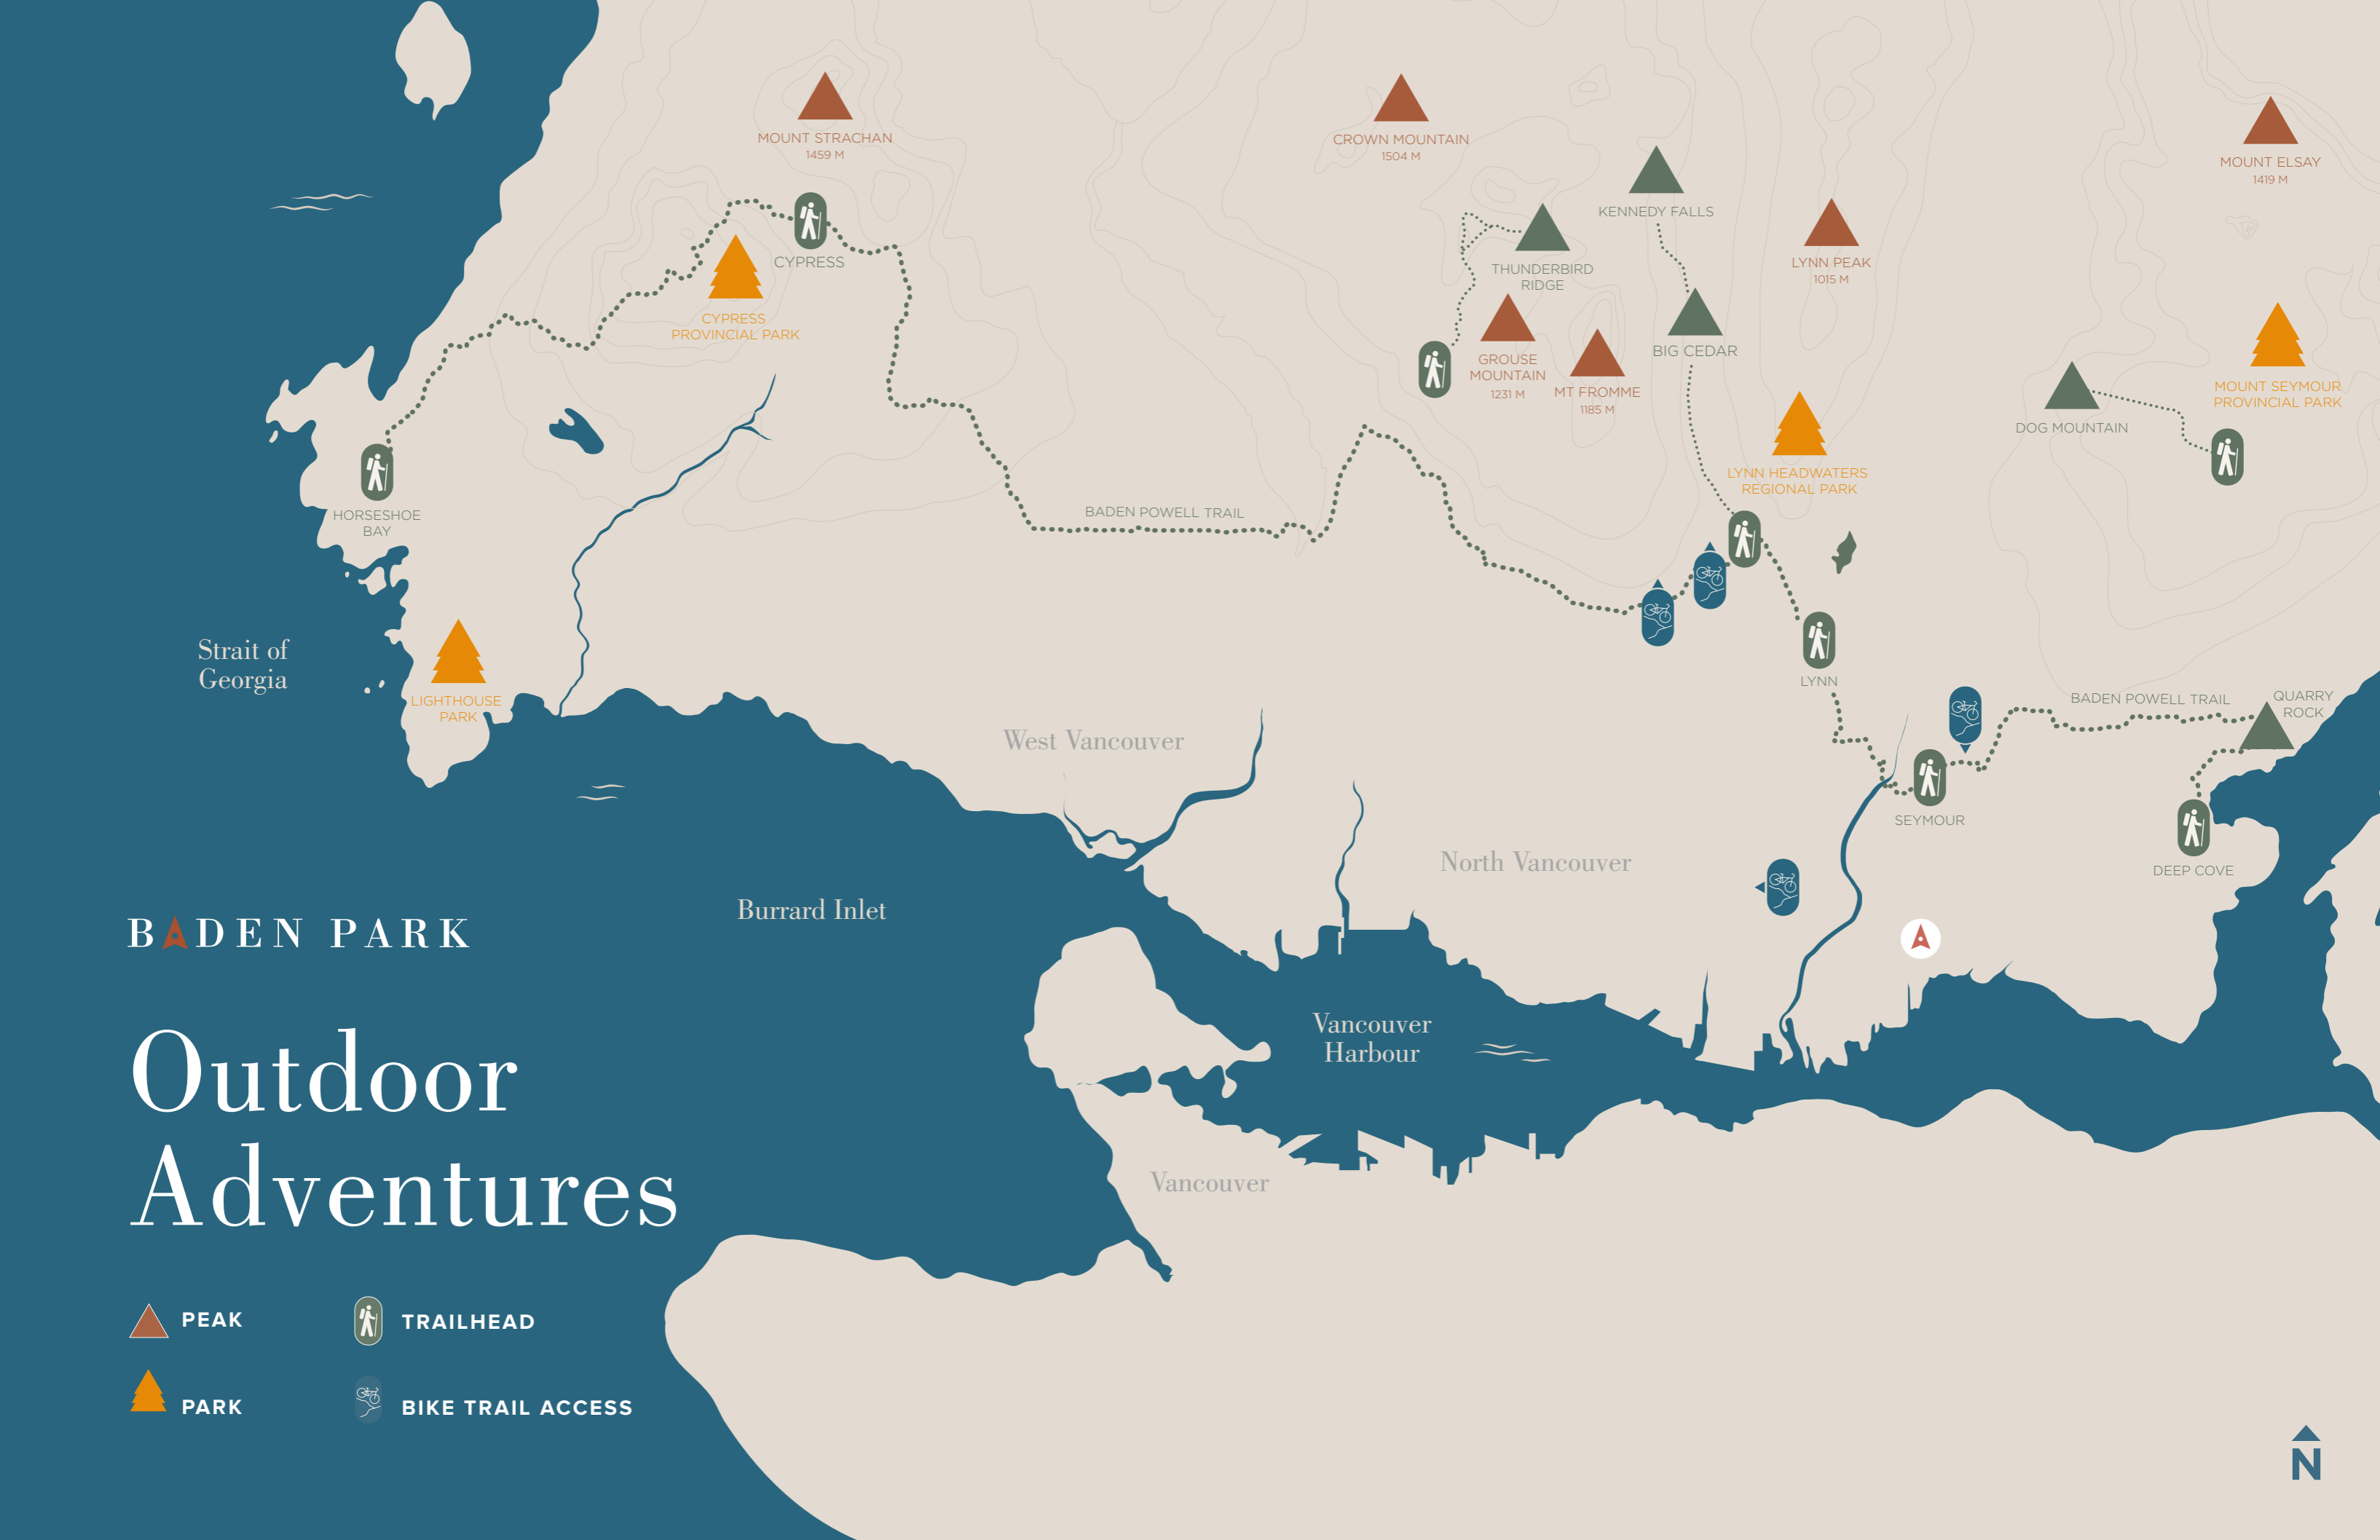 MOUNT STRACHAN
1459 M
CROWN MOUNTAIN
1504 M
MOUNT ELSAY
1419 M
KENNEDY FALLS
CYPRESS
THUNDERBIRD
RIDGE
LYNN PEAK
1015 M
CYPRESS
PROVINCIAL PARK
BIG CEDAR
GROUSE
MOUNTAIN
1231 M
MT FROMME
1185 M
MOUNT SEYMOUR
PROVINCIAL PARK
DOG MOUNTAIN
LYNN HEADWATERS
REGIONAL PARK
HORSESHOE
BAY
BADEN POWELL TRAIL
Strait of
Georgia
LIGHTHOUSE
PARK
LYNN
BADEN POWELL TRAIL
QUARRY
ROCK
West Vancouver
SEYMOUR
North Vancouver
DEEP COVE
Burrard Inlet
BADEN PARK
Vancouver
Harbour
Outdoor
Adventures
Vancouver
PEAK
TRAILHEAD
PARK
BIKE TRAIL ACCESS
N